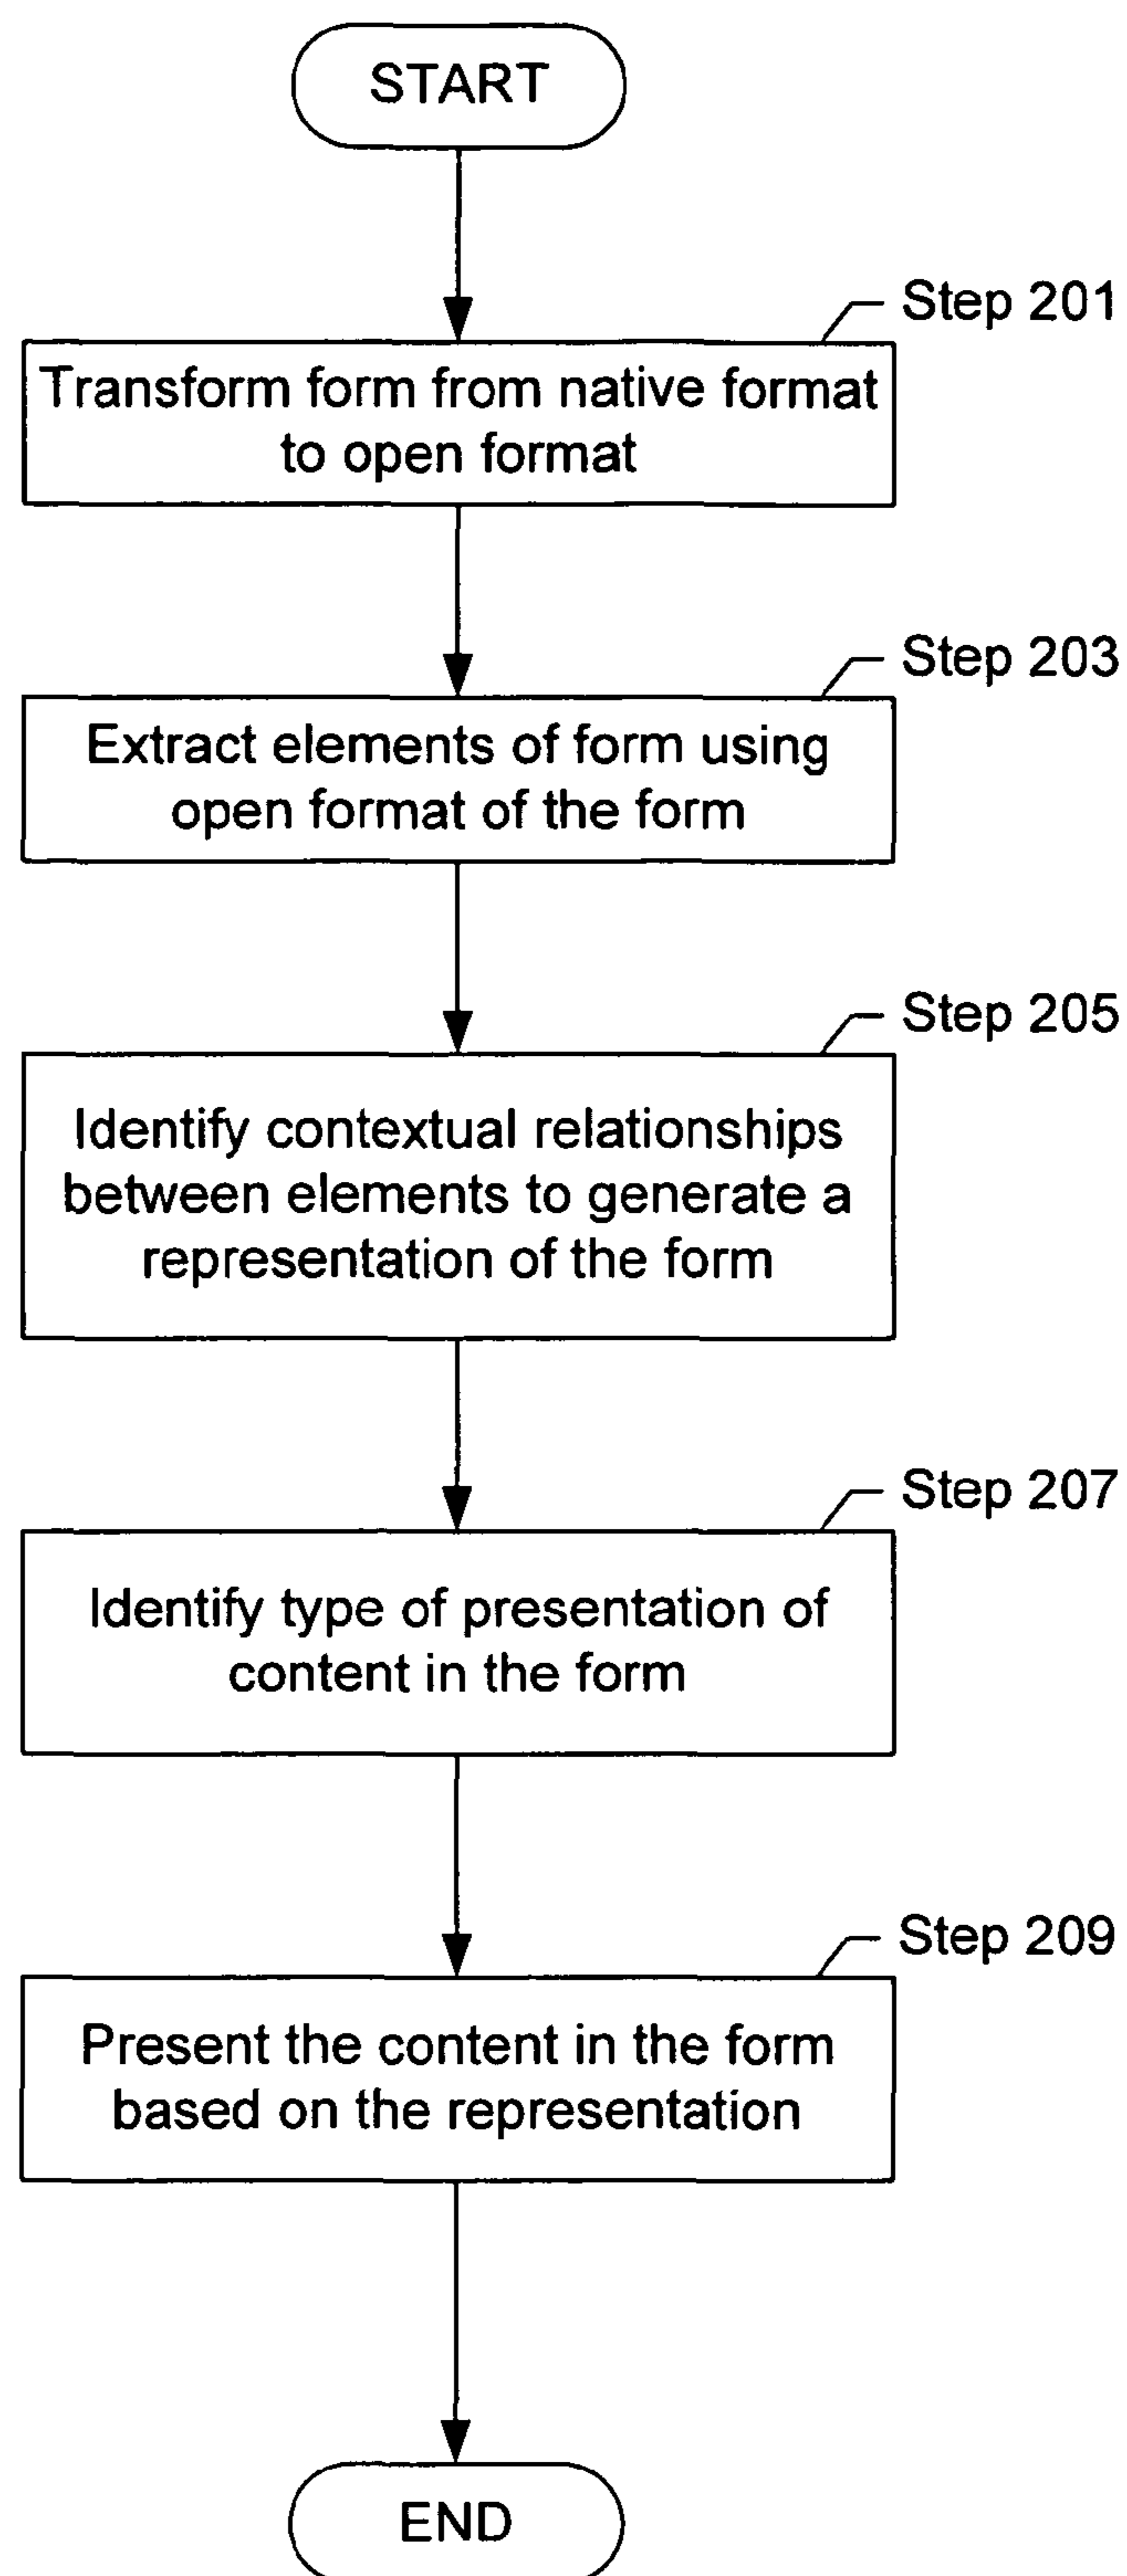 START
Step 201
Transform form from native format
to open format
Step 203
Extract elements of form using
open format of the form
Step 205
Identify contextual relationships
between elements to generate a
representation of the form
Step 207
Identify type of presentation of
content in the form
Step 209
Present the content in the form
based on the representation
END